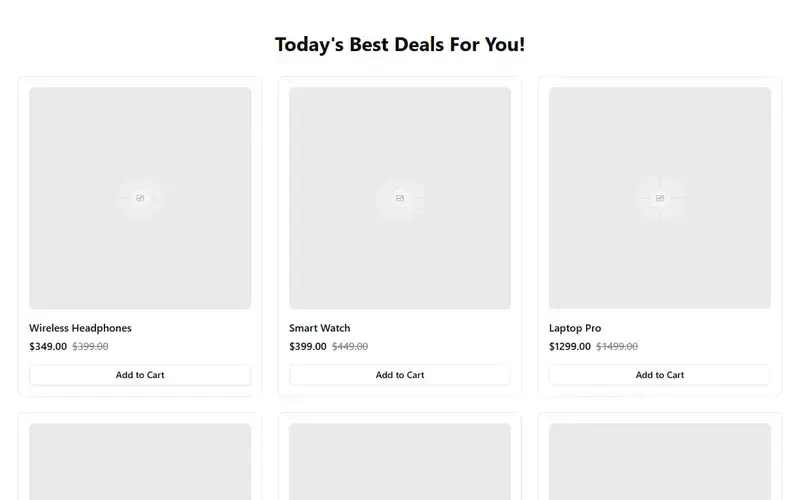 Today's Best Deals For You!
Wireless Headphones
$349.00 $399.00
Add to Cart
Smart Watch
$399.00 $449.00
Add to Cart
Laptop Pro
$1299.00 $1499.00
Add to Cart